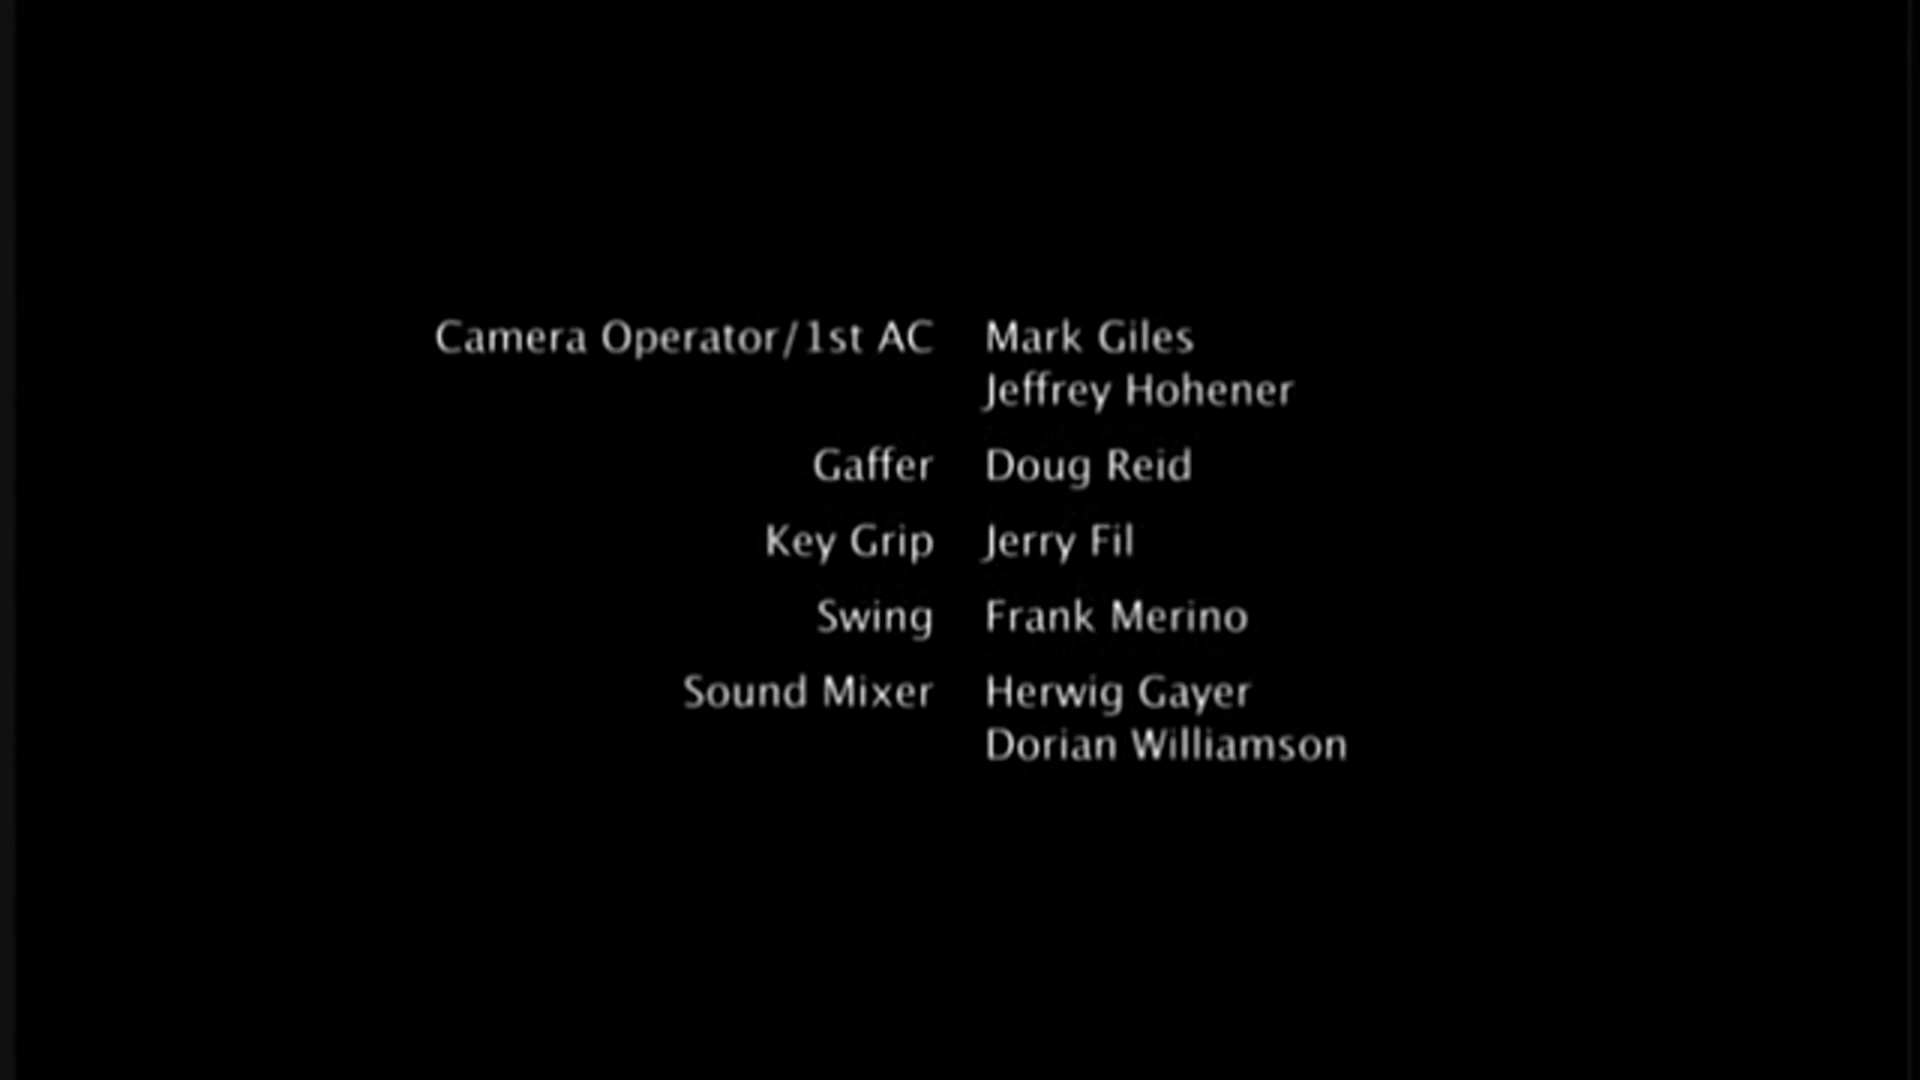 Camera Operator/1st AC Mark Giles
Jeffrey Hohener
Gaffer Doug Reid
Key Grip Jerry Fil
Swing Frank Merino
Sound Mixer Herwig Gayer
Dorian Williamson